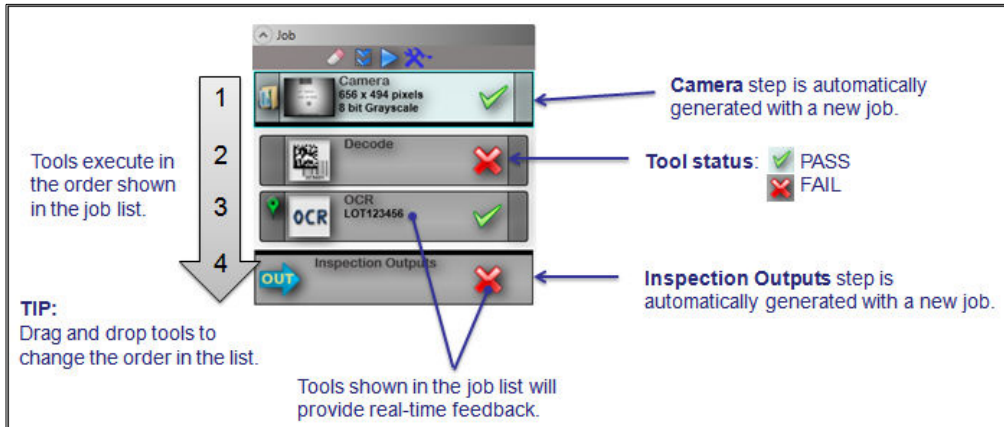 Job
1
Camera
656 x 494 pixels
8 bit Grayscale
Camera step is automatically
generated with a new job.
Tools execute in
the order shown
in the job list.
2
Decode
Tool status: PASS
FAIL
3
OCR
OCR
LOT123456
4
OUT
Inspection Outputs
Inspection Outputs step is
automatically generated with a new job.
TIP:
Drag and drop tools to
change the order in the list.
Tools shown in the job list will
provide real-time feedback.